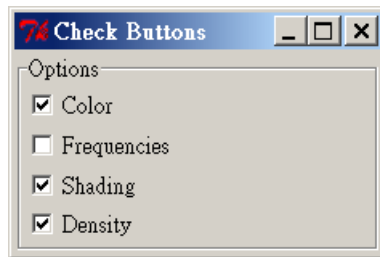 Check Buttons
Options
Color
Frequencies
Shading
Density